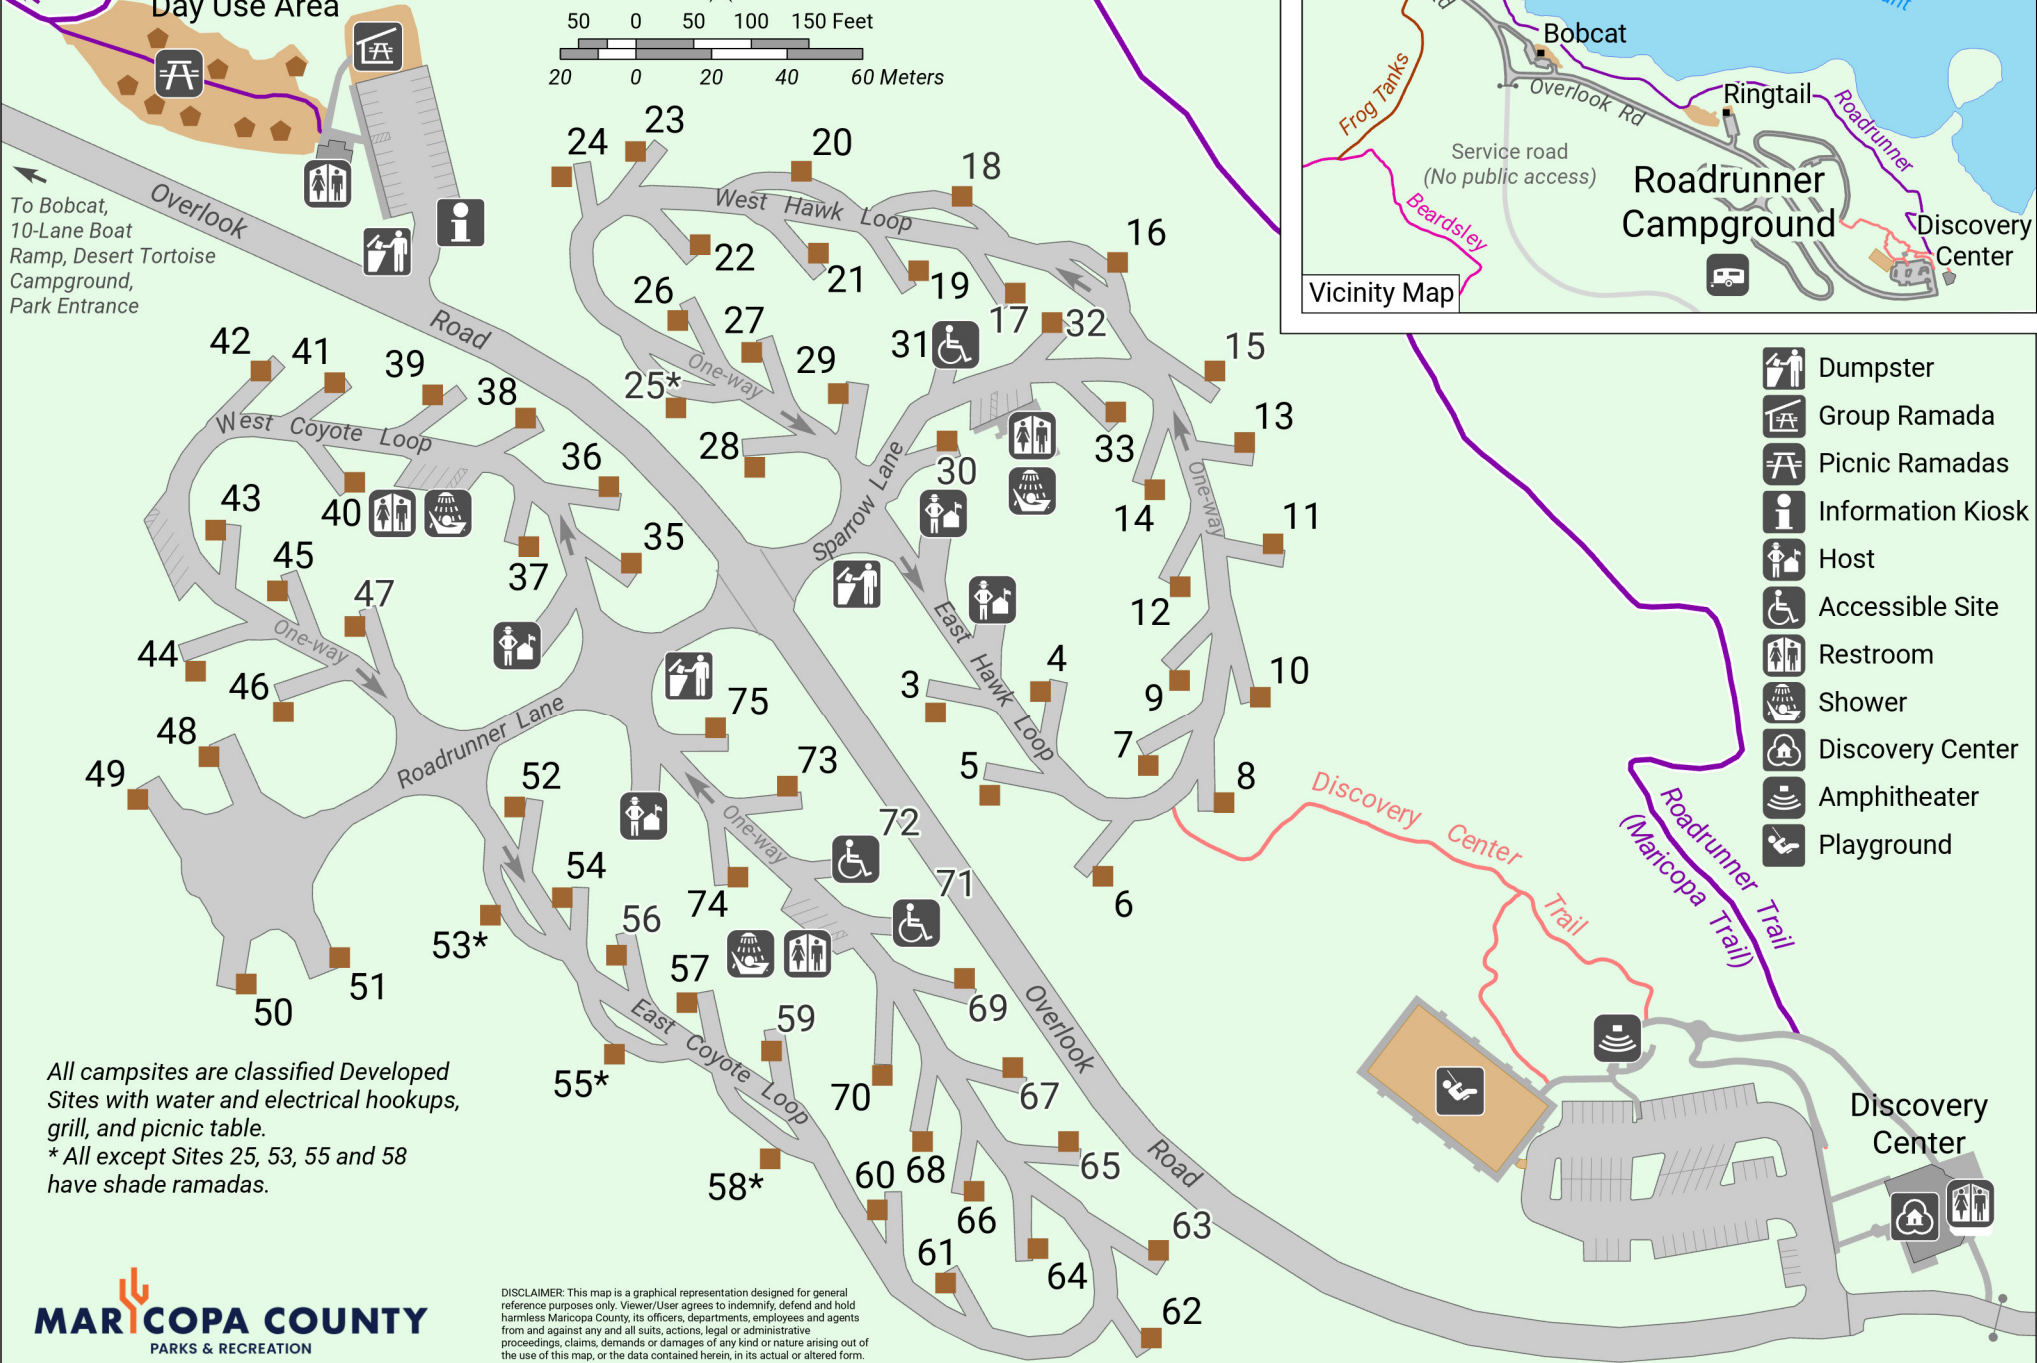 Day Use Area
50 0 50 100 150 Feet
20 0 20 40 60 Meters
To Bobcat,
10-Lane Boat
Ramp, Desert Tortoise
Campground,
Park Entrance
Overlook
Road
24
23
20
18
16
West Hawk Loop
22
21
19
17
32
26
27
31
15
25*
One-way
29
28
30
33
13
14
One-way
11
12
Sparrow Lane
East Hawk Loop
3
4
9
10
5
7
8
6
42
41
39
38
West Coyote Loop
36
40
43
37
35
45
47
44
One-way
46
48
49
Roadrunner Lane
50
51
52
53*
54
75
73
One-way
72
71
74
56
57
59
69
55*
East Coyote Loop
70
67
58*
68
65
60
66
63
61
64
62
Overlook
Road
Discovery Center Trail
Roadrunner Trail
(Maricopa Trail)
Discovery
Center
Bobcat
Ringtail
Frog Tanks
Overlook Rd
Roadrunner
Service road
(No public access)
Beardsley
Roadrunner
Campground
Discovery
Center
Vicinity Map
Dumpster
Group Ramada
Picnic Ramadas
Information Kiosk
Host
Accessible Site
Restroom
Shower
Discovery Center
Amphitheater
Playground
All campsites are classified Developed
Sites with water and electrical hookups,
grill, and picnic table.
* All except Sites 25, 53, 55 and 58
have shade ramadas.
MARICOPA COUNTY
PARKS & RECREATION
DISCLAIMER: This map is a graphical representation designed for general
reference purposes only. Viewer/User agrees to indemnify, defend and hold
harmless Maricopa County, its officers, departments, employees and agents
from and against any and all suits, actions, legal or administrative
proceedings, claims, demands or damages of any kind or nature arising out of
the use of this map, or the data contained herein, in its actual or altered form.